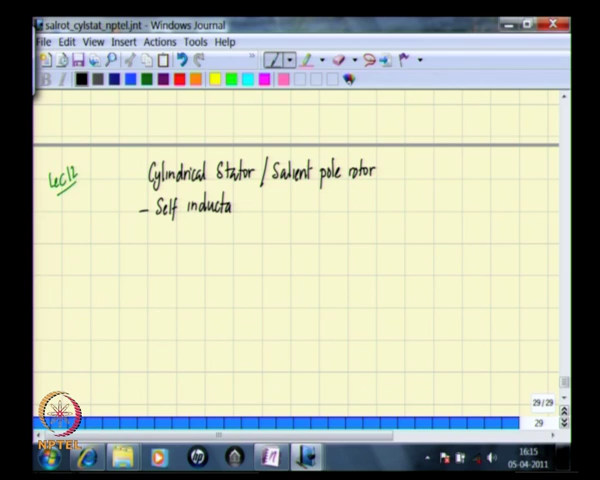 salrot_cylstat_nptel.jnt - Windows Journal
File Edit View Insert Actions Tools Help
B I
Lec 12
Cylindrical Stator / Salient pole rotor
- Self inducta
29/29
29
NPTEL
hp
16:15
05-04-2011